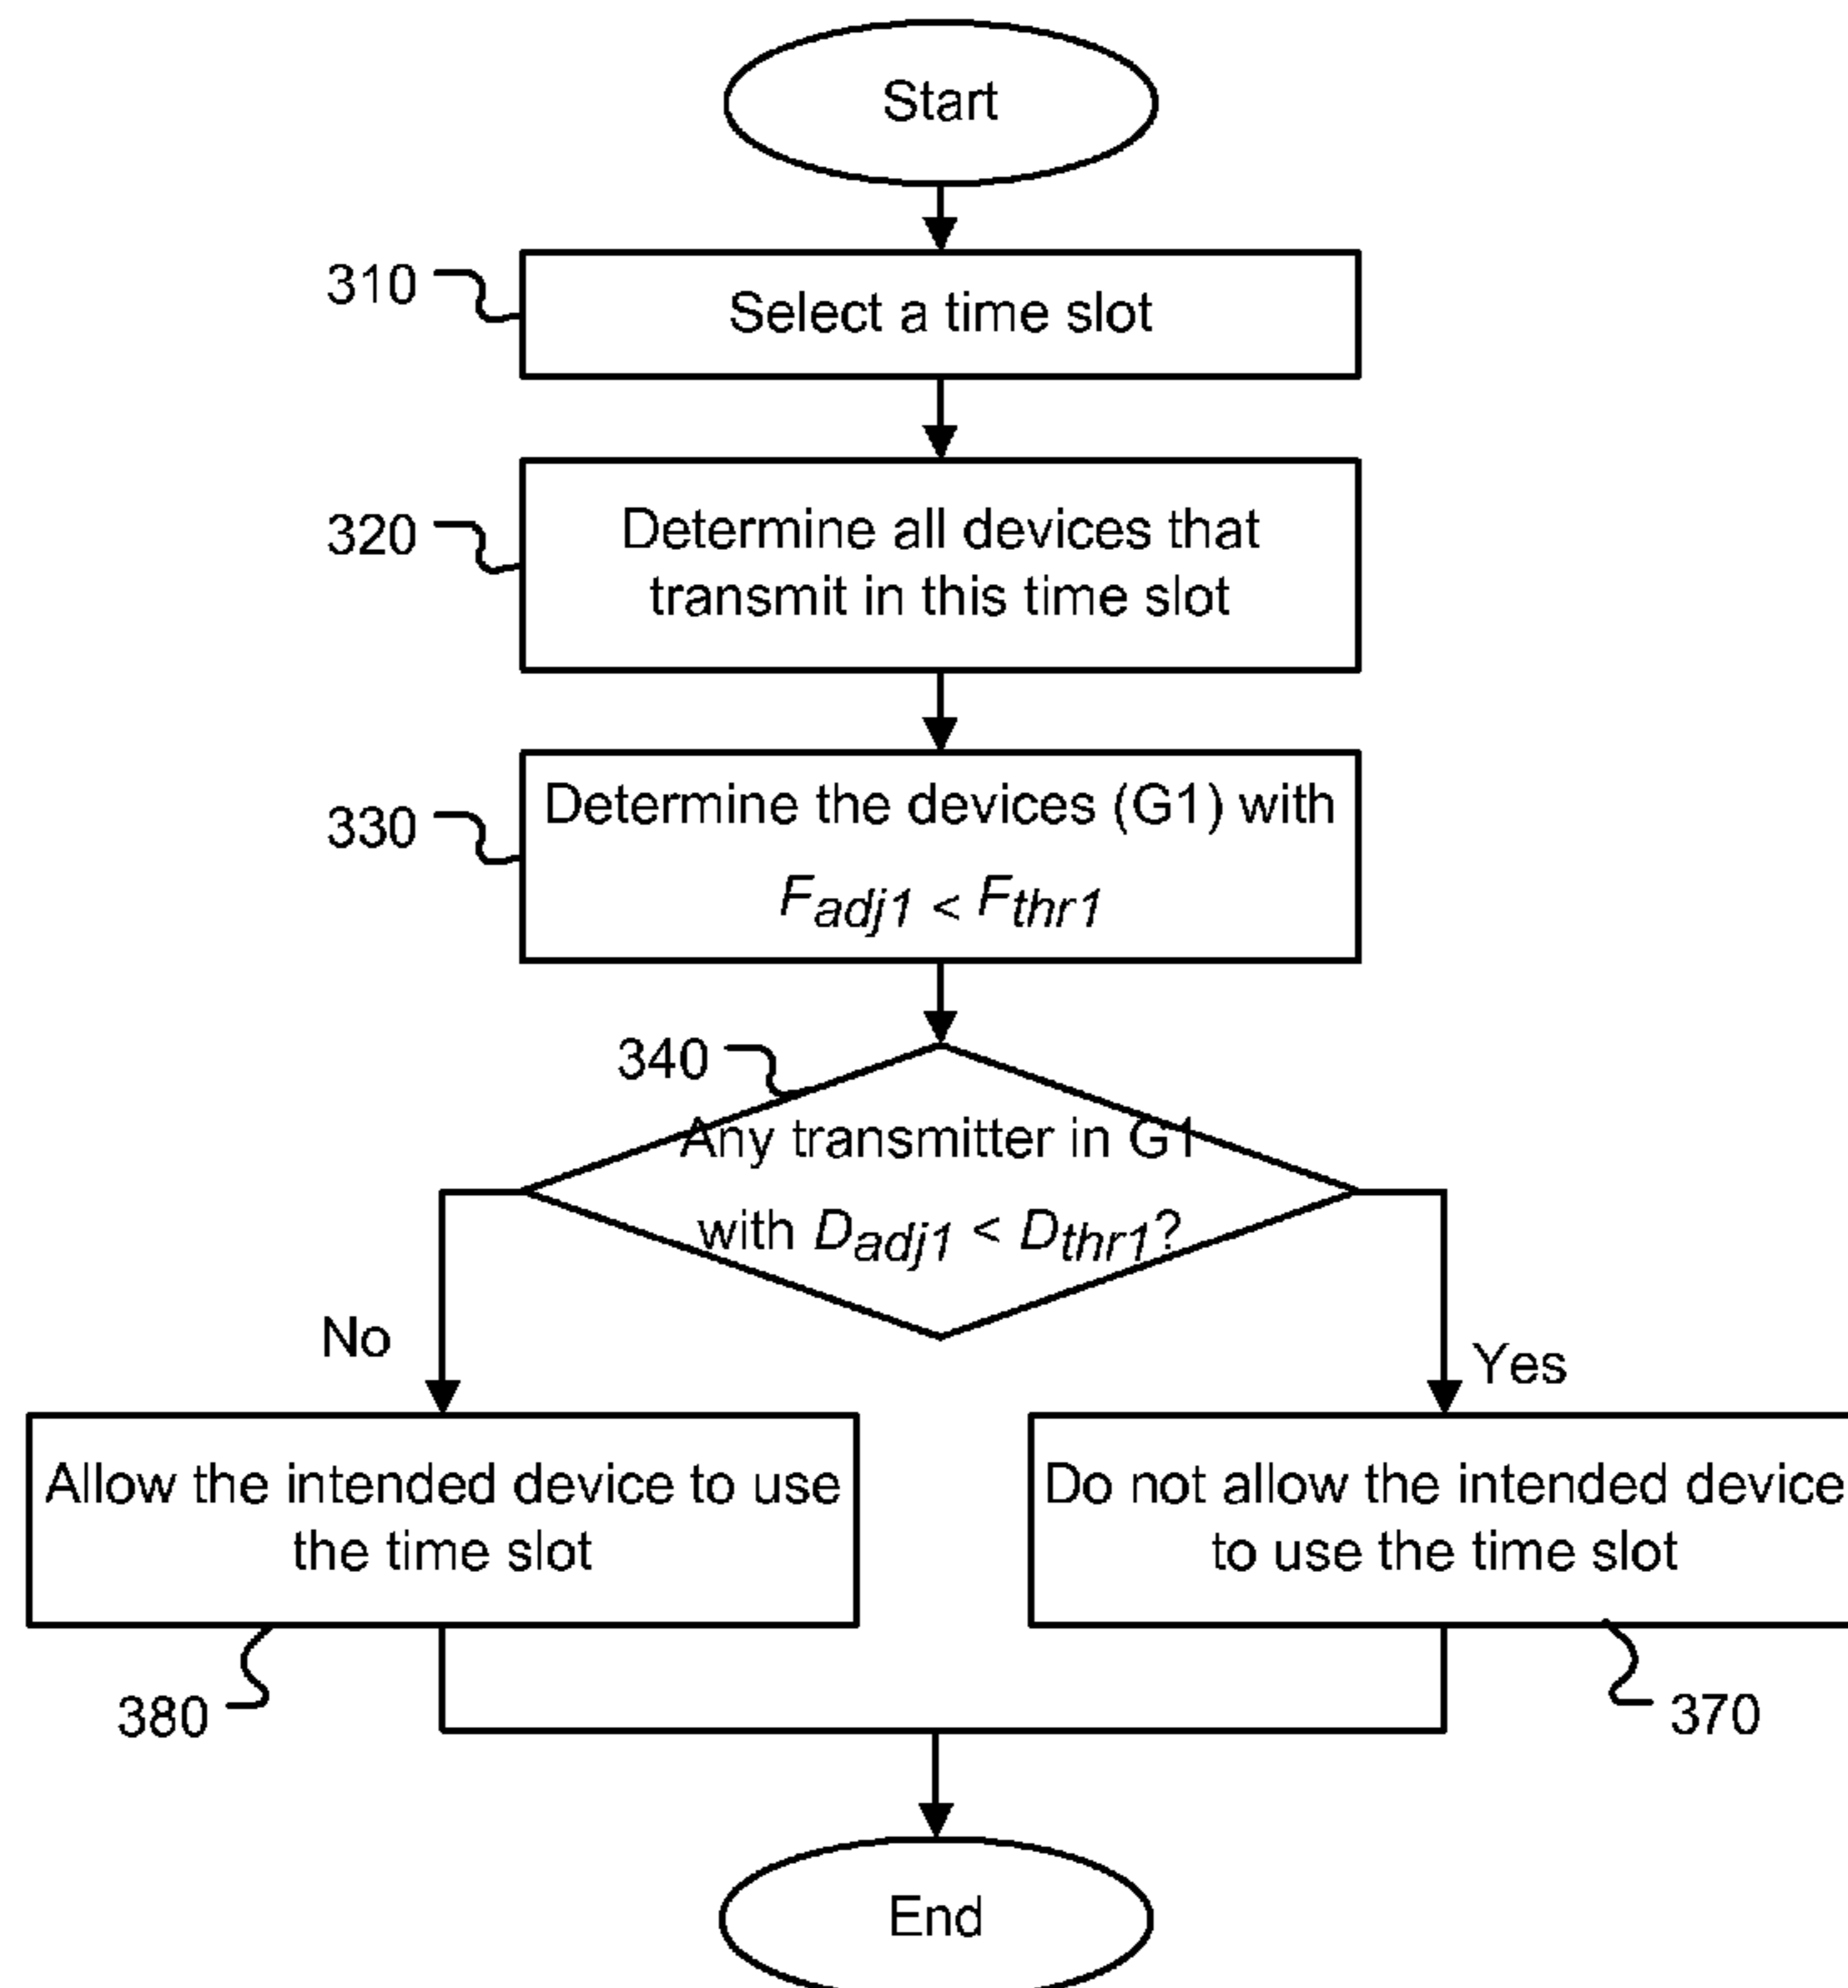 Start
310
Select a time slot
320
Determine all devices that
transmit in this time slot
330
Determine the devices (G1) with
Fadj1 < Fthr1
340
Any transmitter in G1
with Dadj1 < Dthr1?
No
Yes
Allow the intended device to use
the time slot
Do not allow the intended device
to use the time slot
380
370
End